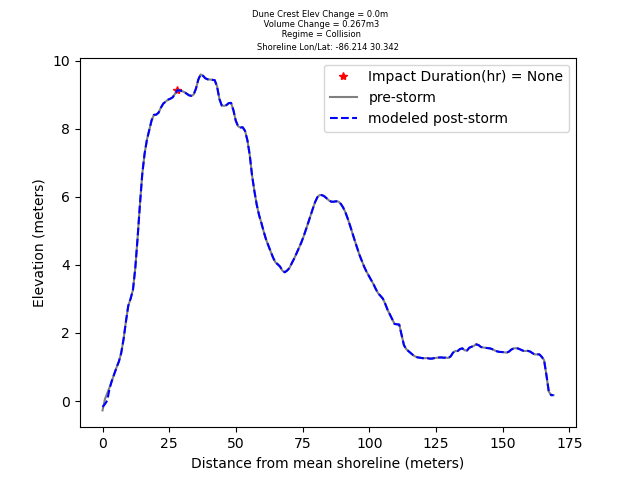 Dune Crest Elev Change = 0.0m
Volume Change = 0.267m3
Regime = Collision
Shoreline Lon/Lat: -86.214 30.342
Impact Duration(hr) = None
pre-storm
modeled post-storm
Elevation (meters)
10
8
6
4
2
0
0 25 50 75 100 125 150 175
Distance from mean shoreline (meters)